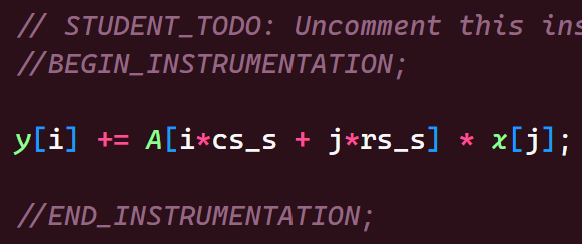 // STUDENT_TODO: Uncomment this
//BEGIN_INSTRUMENTATION;
y[i] += A[i*cs_s + j*rs_s] * x[j];
//END_INSTRUMENTATION;